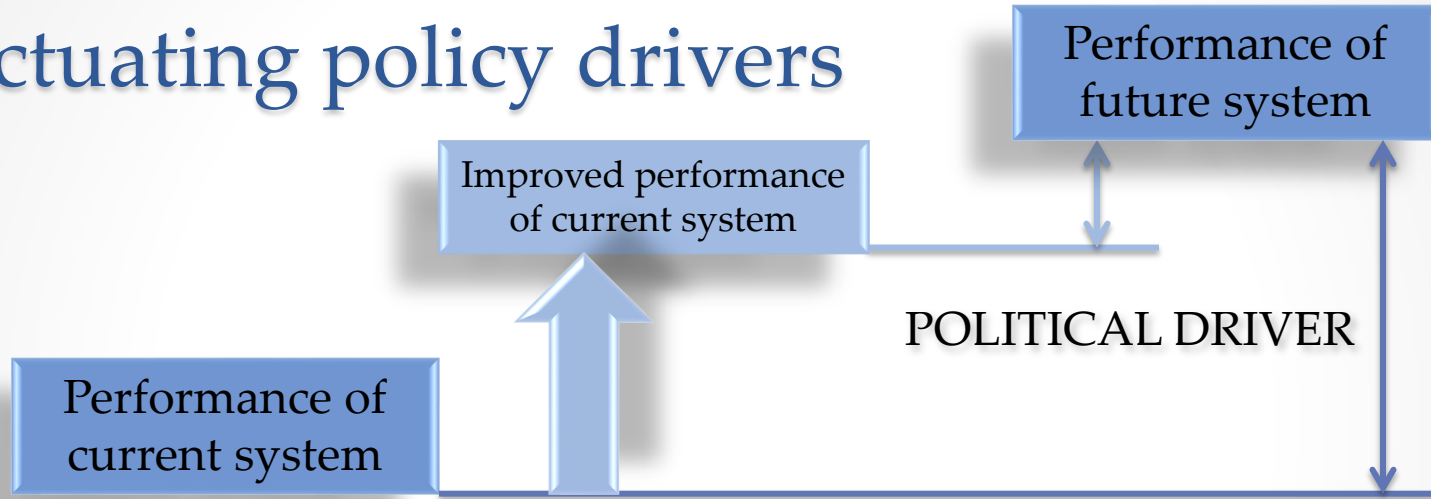 ctuating policy drivers
Performance of
future system
Improved performance
of current system
POLITICAL DRIVER
Performance of
current system